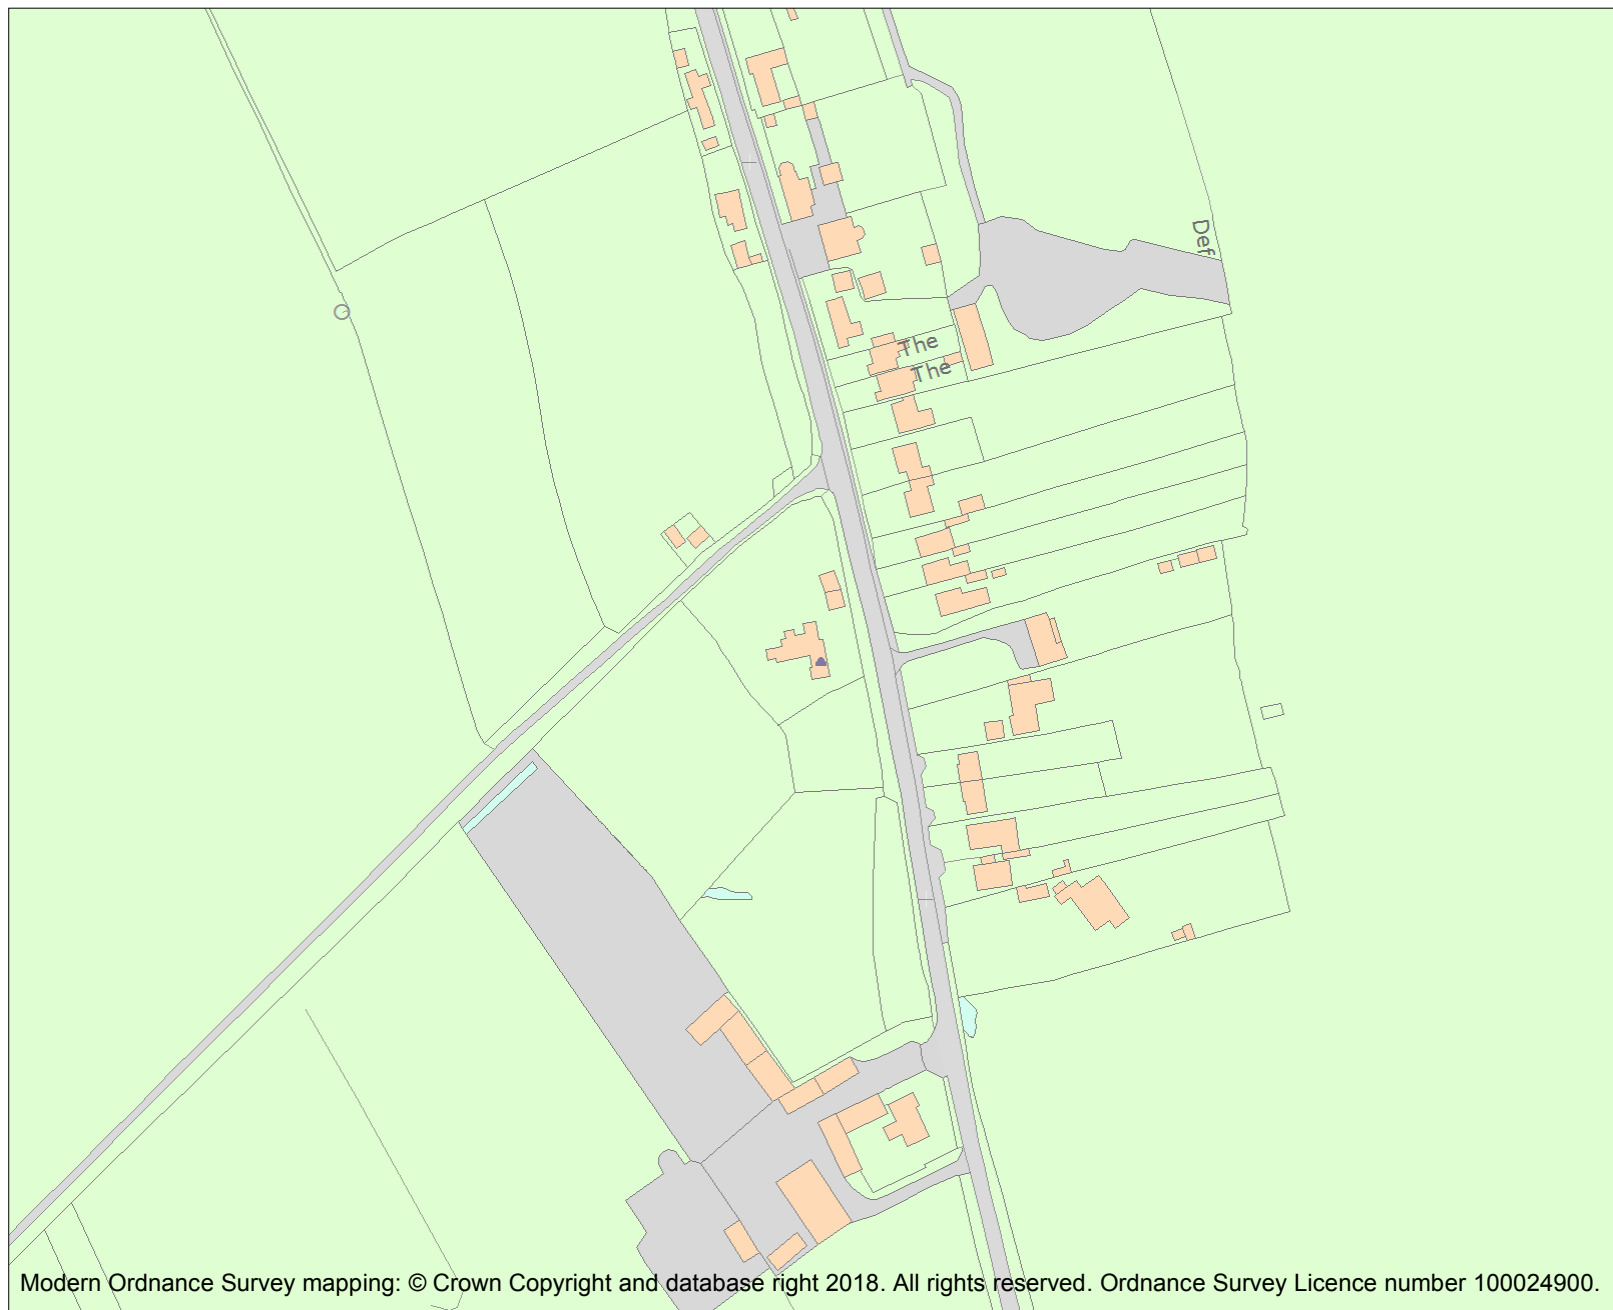 Def
The
The
Modern Ordnance Survey mapping: © Crown Copyright and database right 2018. All rights reserved. Ordnance Survey Licence number 100024900.